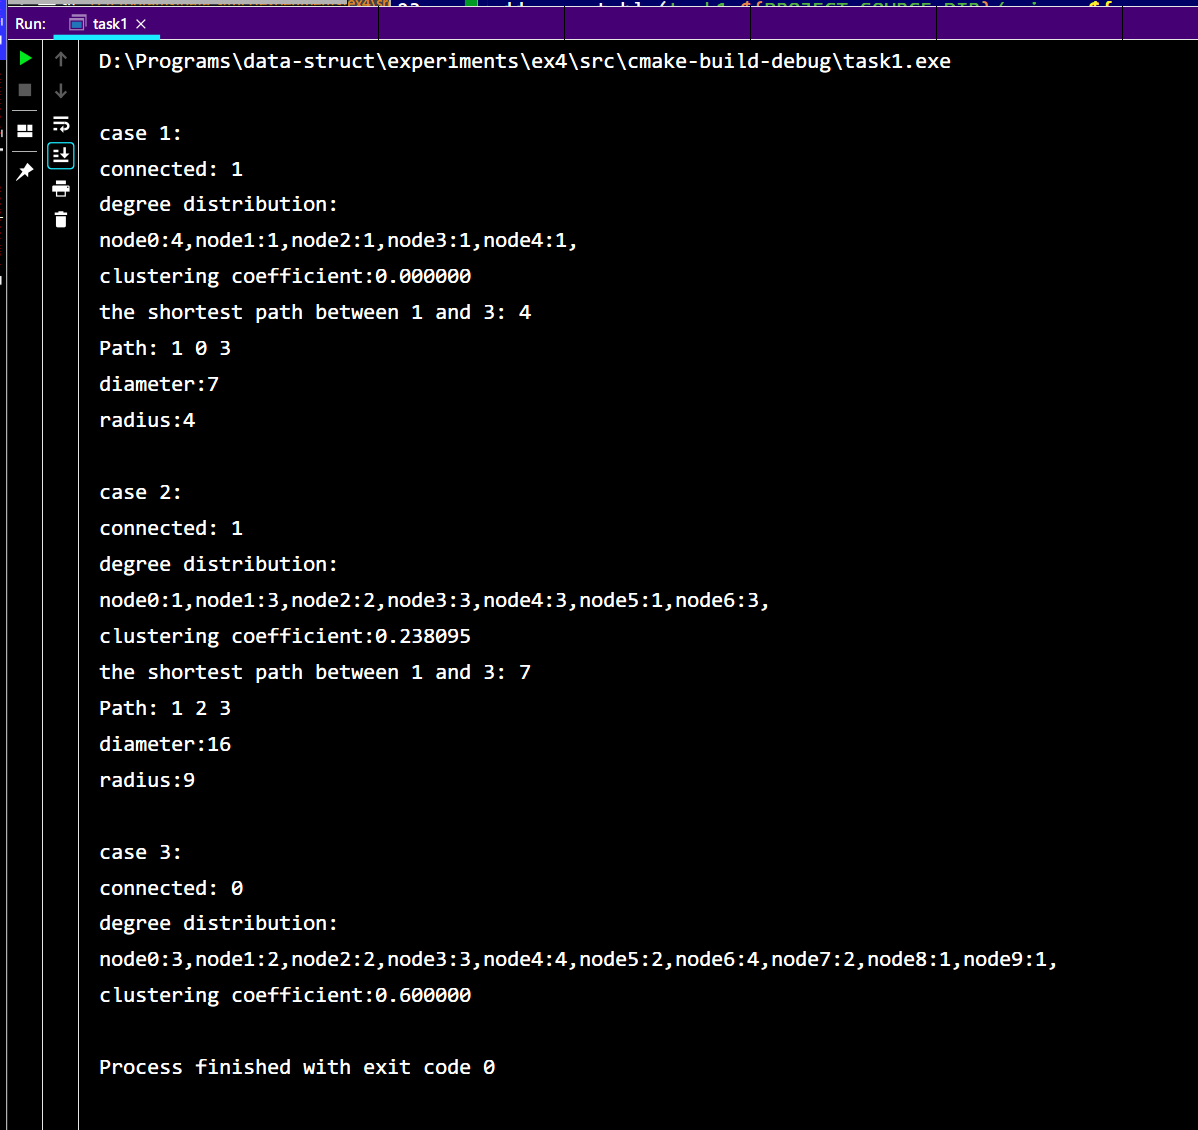 Run: task1
D:\Programs\data-struct\experiments\ex4\src\cmake-build-debug\task1.exe
case 1:
connected: 1
degree distribution:
node0:4,node1:1,node2:1,node3:1,node4:1,
clustering coefficient:0.000000
the shortest path between 1 and 3: 4
Path: 1 0 3
diameter:7
radius:4
case 2:
connected: 1
degree distribution:
node0:1,node1:3,node2:2,node3:3,node4:3,node5:1,node6:3,
clustering coefficient:0.238095
the shortest path between 1 and 3: 7
Path: 1 2 3
diameter:16
radius:9
case 3:
connected: 0
degree distribution:
node0:3,node1:2,node2:2,node3:3,node4:4,node5:2,node6:4,node7:2,node8:1,node9:1,
clustering coefficient:0.600000
Process finished with exit code 0